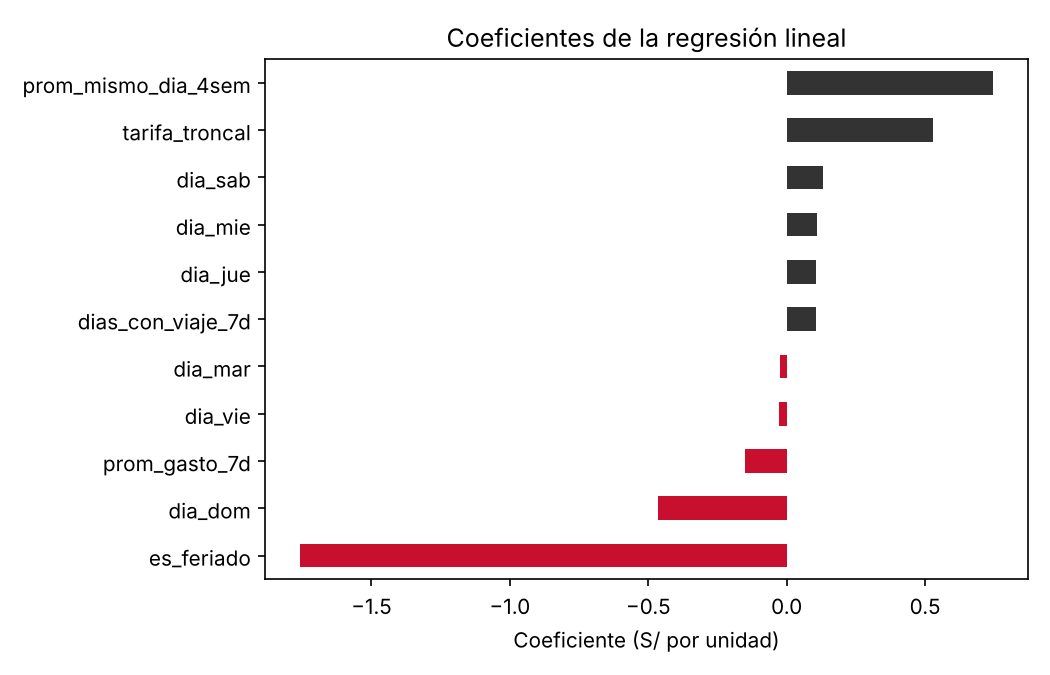 Coeficientes de la regresión lineal
prom_mismo_dia_4sem
tarifa_troncal
dia_sab
dia_mie
dia_jue
dias_con_viaje_7d
dia_mar
dia_vie
prom_gasto_7d
dia_dom
es_feriado
−1.5 −1.0 −0.5 0.0 0.5
Coeficiente (S/ por unidad)